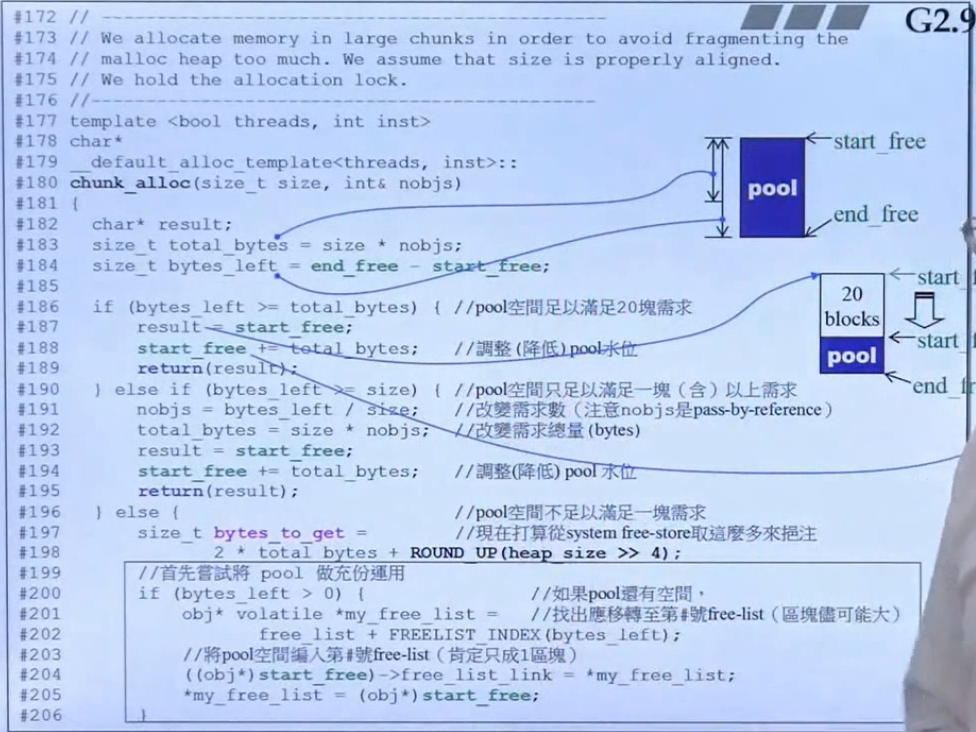 G2.9
#172 // ----------------------------------------------
#173 // We allocate memory in large chunks in order to avoid fragmenting the
#174 // malloc heap too much. We assume that size is properly aligned.
#175 // We hold the allocation lock.
#176 //----------------------------------------------
#177 template <bool threads, int inst>
#178 char*
#179 __default_alloc_template<threads, inst>::
#180 chunk_alloc(size_t size, int& nobjs)
#181 {
#182 char* result;
#183 size_t total_bytes = size * nobjs;
#184 size_t bytes_left = end_free - start_free;
#185
#186 if (bytes_left >= total_bytes) { //pool空間足以滿足20塊需求
#187 result = start_free;
#188 start_free += total_bytes; //調整(降低)pool水位
#189 return(result);
#190 } else if (bytes_left >= size) { //pool空間只足以滿足一塊（含）以上需求
#191 nobjs = bytes_left / size; //改變需求數（注意nobjs是pass-by-reference）
#192 total_bytes = size * nobjs; //改變需求總量(bytes)
#193 result = start_free;
#194 start_free += total_bytes; //調整(降低) pool 水位
#195 return(result);
#196 } else { //pool空間不足以滿足一塊需求
#197 size_t bytes_to_get = //現在打算從system free-store取這麼多來挹注
#198 2 * total_bytes + ROUND_UP(heap_size >> 4);
#199 //首先嘗試將 pool 做充份運用
#200 if (bytes_left > 0) { //如果pool還有空間，
#201 obj* volatile *my_free_list = //找出應移轉至第#號free-list（區塊儘可能大）
#202 free_list + FREELIST_INDEX(bytes_left);
#203 //將pool空間編入第#號free-list（肯定只成1區塊）
#204 ((obj*)start_free)->free_list_link = *my_free_list;
#205 *my_free_list = (obj*)start_free;
#206 }
start_free
pool
end_free
start_f
20
blocks
start_f
pool
end_fr